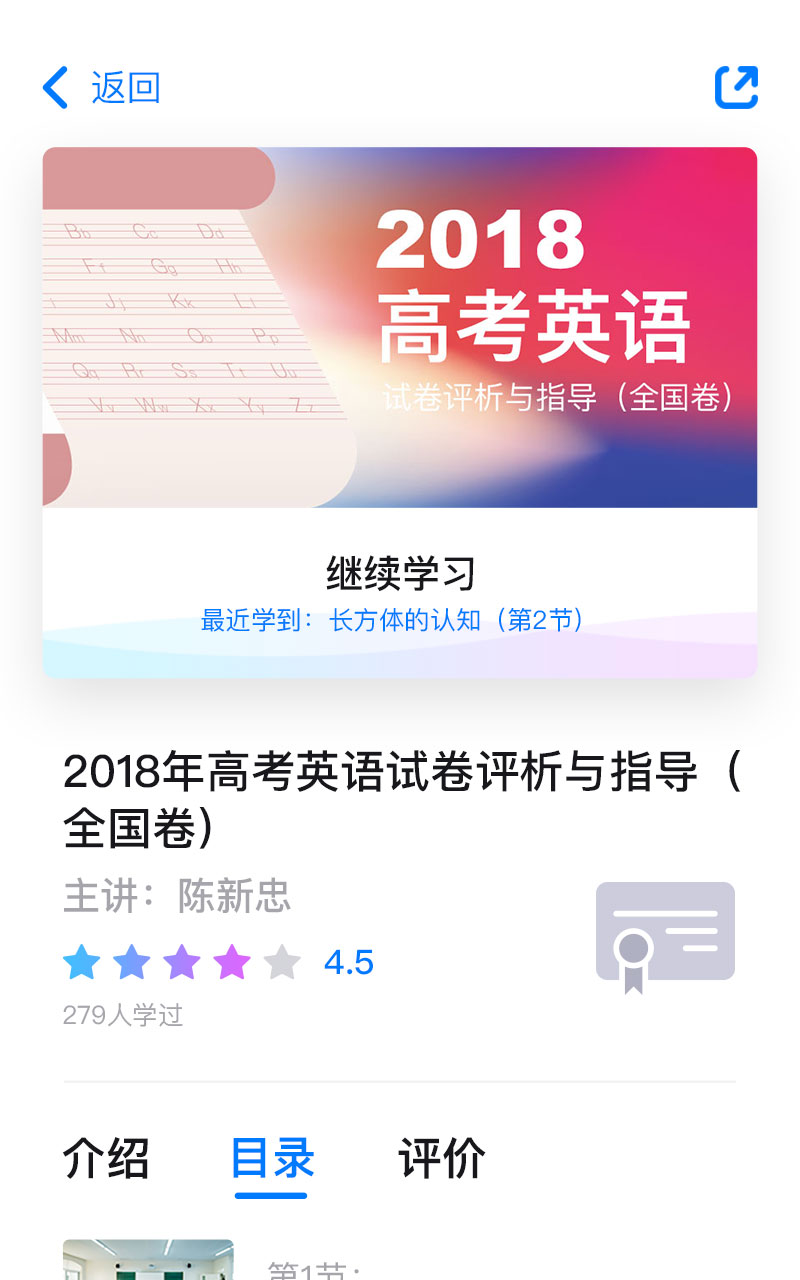 返回
Bb Cc Dd
Ff Gg Hh
i Jj Kk Ll
Mm Nn Oo Pp
Qq Rr Ss Tt Uu
Vv Ww Xx Yy Zz
2018
高考英语
试卷评析与指导（全国卷）
继续学习
最近学到：长方体的认知（第2节）
2018年高考英语试卷评析与指导（
全国卷）
主讲：陈新忠
4.5
279人学过
介绍 目录 评价
第1节：